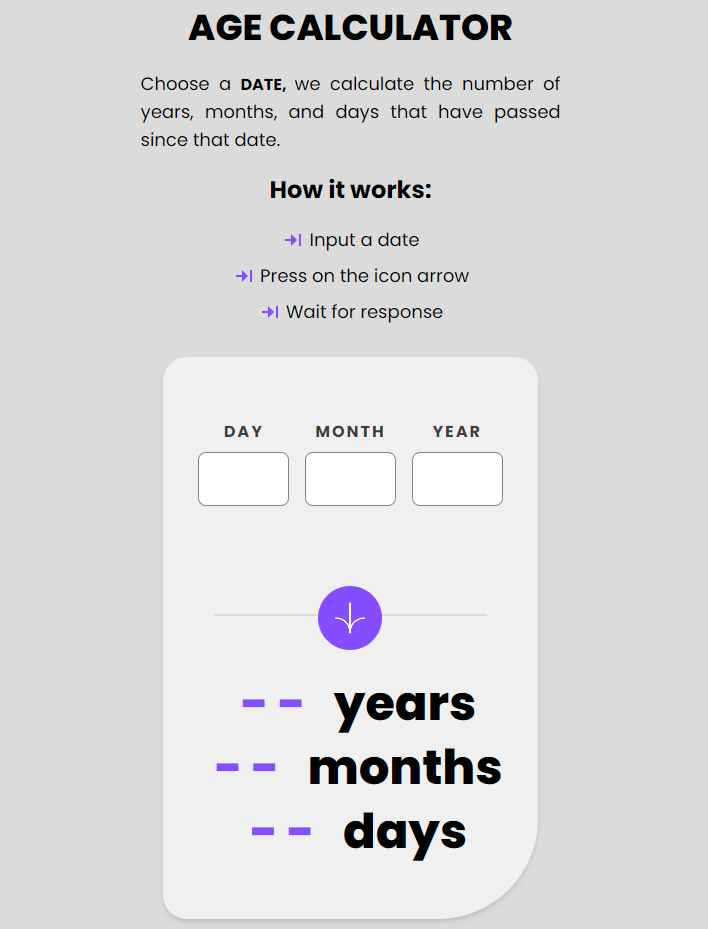 AGE CALCULATOR
Choose a DATE, we calculate the number of
years, months, and days that have passed
since that date.
How it works:
Input a date
Press on the icon arrow
Wait for response
DAY MONTH YEAR
-- years
-- months
-- days